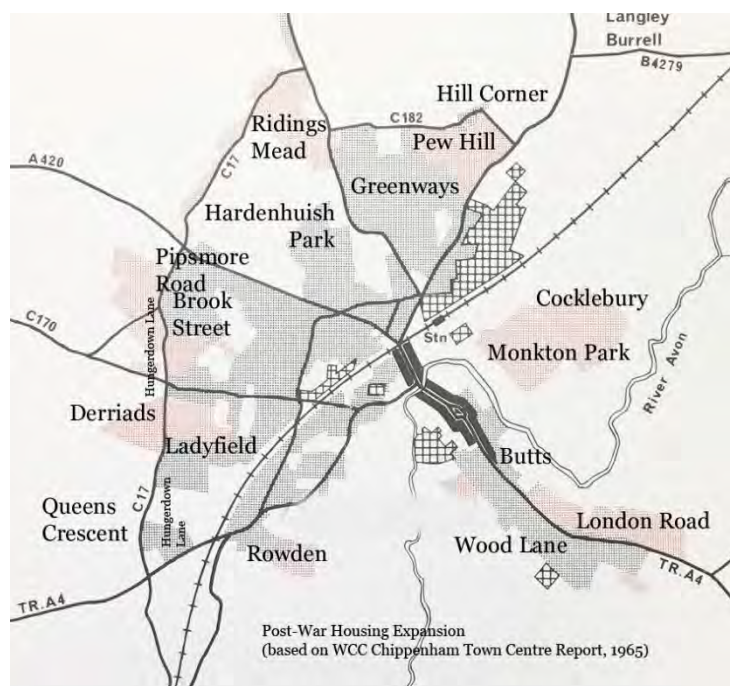 Langley
Burrell
B4279
Hill Corner
C182
Ridings
Mead
Pew Hill
A420
C17
Greenways
Hardenhuish
Park
Pipsmore
Road
Brook
Street
Cocklebury
C170
Hungerdown Lane
Stn
Monkton Park
River Avon
Derriads
Ladyfield
Butts
Queens
Crescent
C17
Hungerdown
Lane
London Road
Rowden
Wood Lane
TR.A4
TR.A4
Post-War Housing Expansion
(based on WCC Chippenham Town Centre Report, 1965)